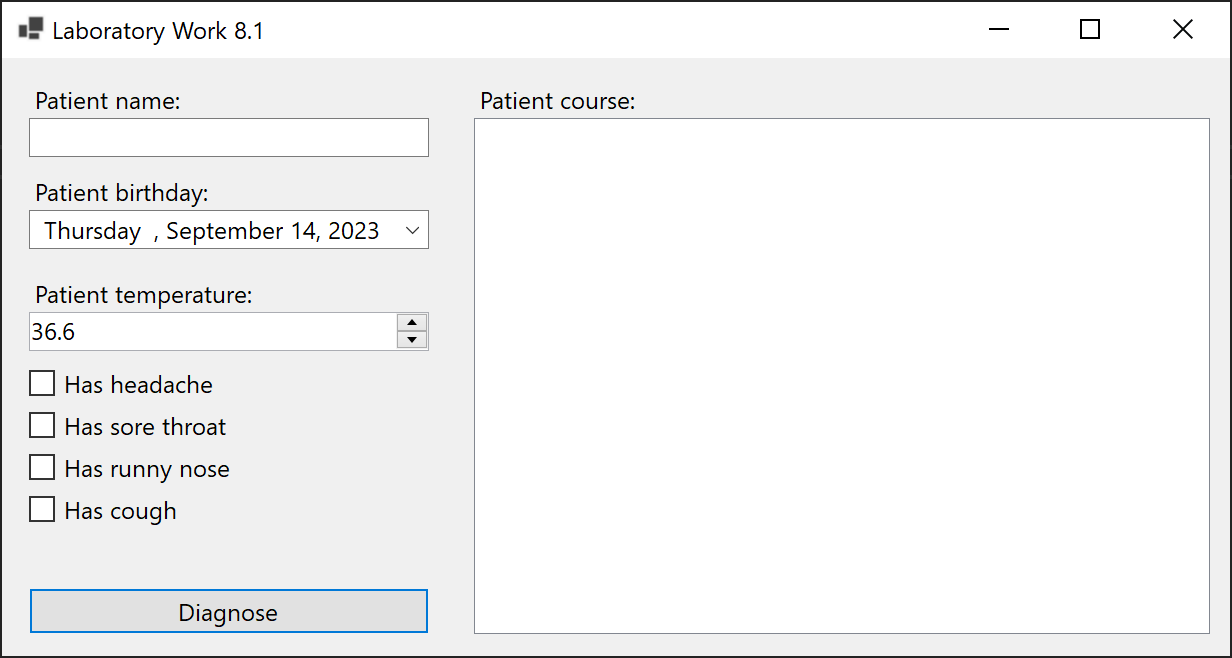 Laboratory Work 8.1
Patient name:
Patient birthday:
Thursday , September 14, 2023
Patient temperature:
36.6
Has headache
Has sore throat
Has runny nose
Has cough
Diagnose
Patient course: